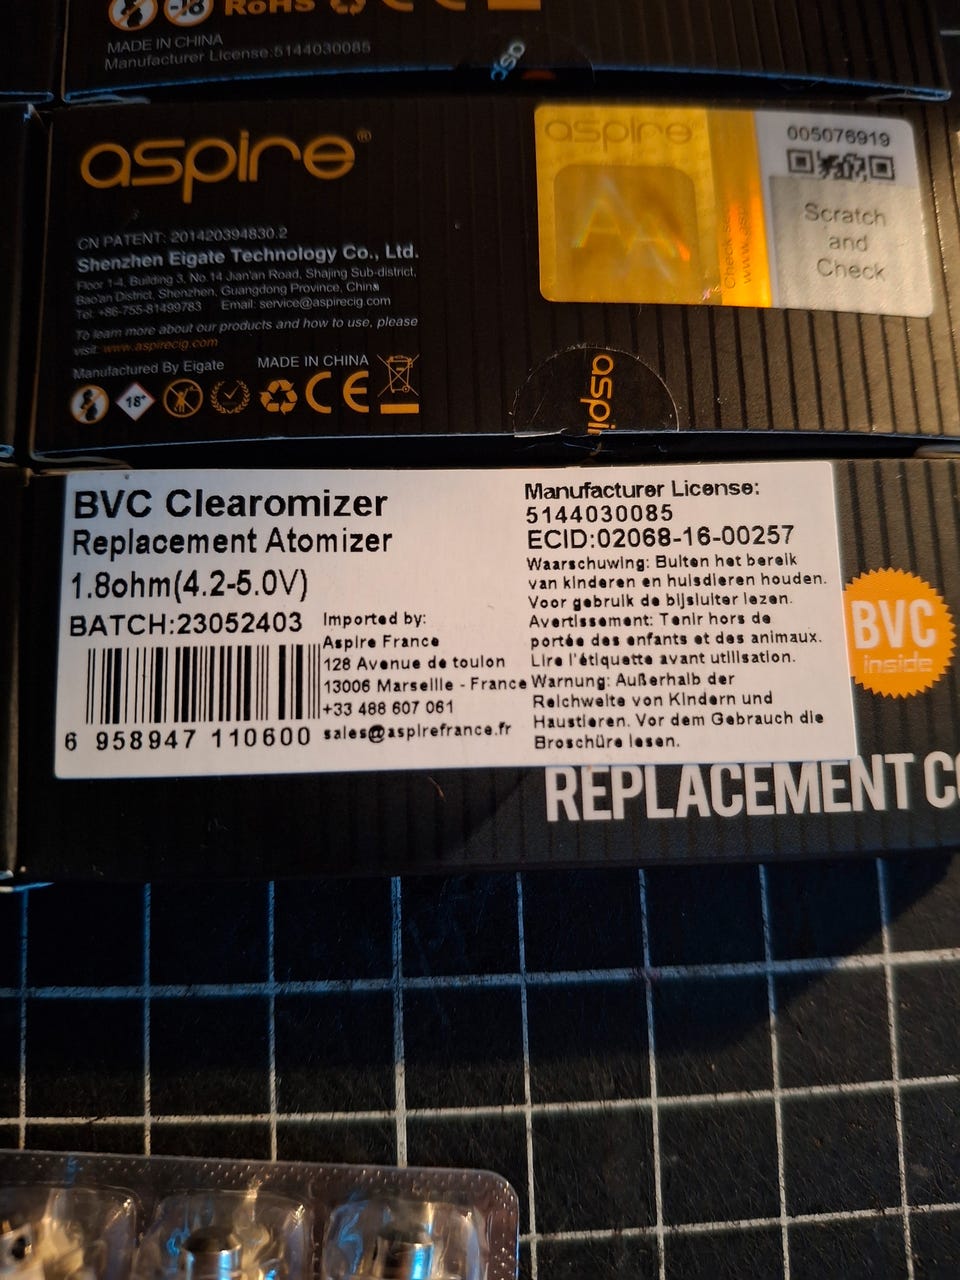 RoHS
MADE IN CHINA
Manufacturer License:5144030085
aspire®
CN PATENT: 201420394830.2
Shenzhen Eigate Technology Co., Ltd.
Floor 1-4, Building 3, No.14 Jian'an Road, Shajing Sub-district,
Bao'an District, Shenzhen, Guangdong Province, China
Tel: +86-755-81499783 Email: service@aspirecig.com
To learn more about our products and how to use, please
visit: www.aspirecig.com
Manufactured By Eigate MADE IN CHINA
18+
CE
aspire
005076919
Scratch
and
Check
aspi
BVC Clearomizer
Replacement Atomizer
1.8ohm(4.2-5.0V)
BATCH:23052403
6 958947 110600
Imported by:
Aspire France
128 Avenue de toulon
13006 Marseille - France
+33 488 607 061
sales@aspirefrance.fr
Manufacturer License:
5144030085
ECID:02068-16-00257
Waarschuwing: Buiten het bereik
van kinderen en huisdieren houden.
Voor gebruik de bijsluiter lezen.
Avertissement: Tenir hors de
portée des enfants et des animaux.
Lire l'étiquette avant utilisation.
Warnung: Außerhalb der
Reichweite von Kindern und
Haustieren. Vor dem Gebrauch die
Broschüre lesen.
BVC
inside
REPLACEMENT CO